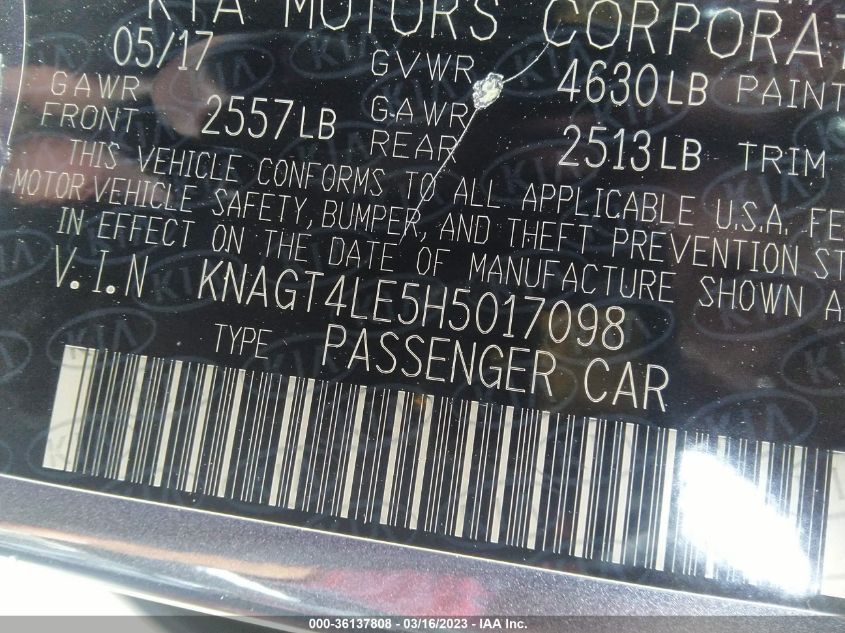 KIA MOTORS CORPORAT
05/17 GVWR 4630LB PAINT
GAWR FRONT 2557LB GAWR REAR 2513LB TRIM
THIS VEHICLE CONFORMS TO ALL APPLICABLE U.S.A. FE
MOTOR VEHICLE SAFETY, BUMPER, AND THEFT PREVENTION ST
IN EFFECT ON THE DATE OF MANUFACTURE SHOWN A
V.I.N KNAGT4LE5H5017098
TYPE PASSENGER CAR
000-36137808 - 03/16/2023 - IAA Inc.